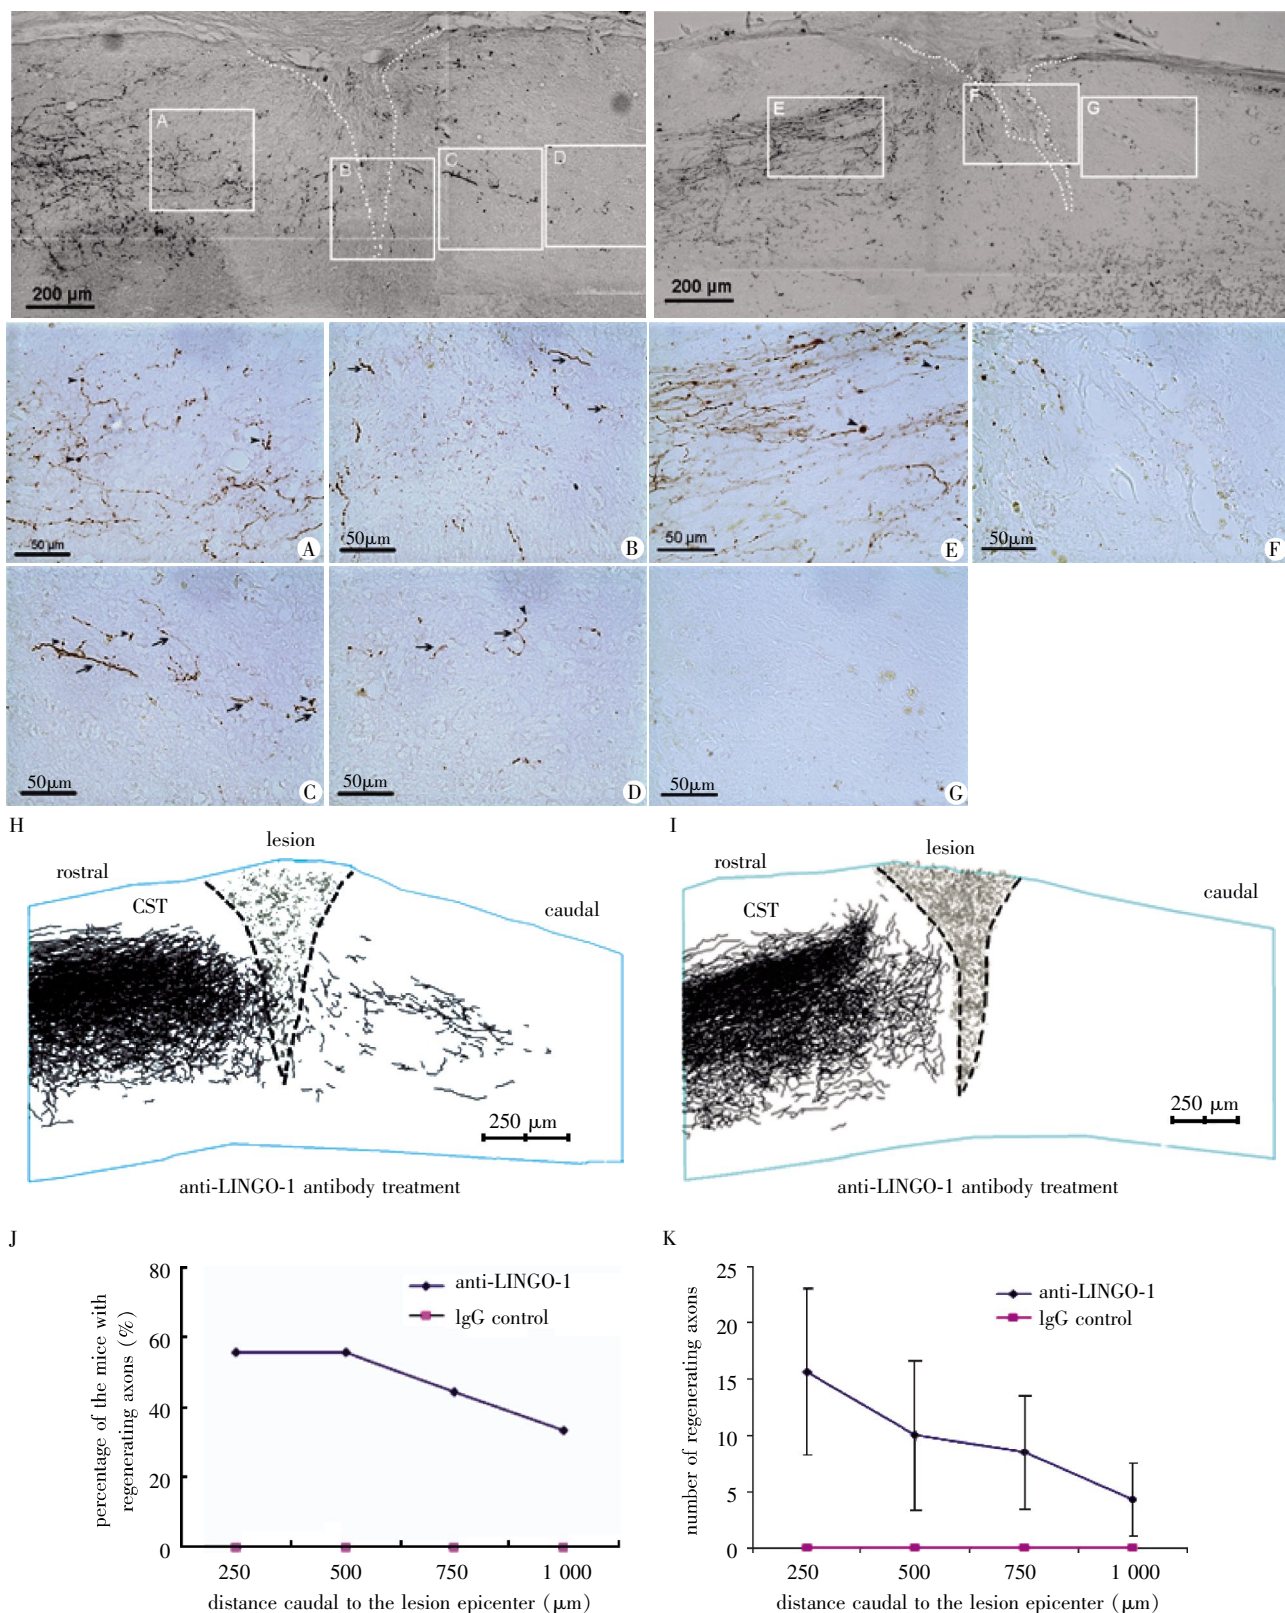 A
B
C
D
200 μm
E
F
G
200 μm
50 μm
A
50μm
B
50 μm
E
50μm
F
50μm
C
50μm
D
50μm
G
H
lesion
rostral
CST
caudal
250 μm
anti-LINGO-1 antibody treatment
I
lesion
rostral
CST
caudal
250 μm
anti-LINGO-1 antibody treatment
J
percentage of the mice with
regenerating axons (%)
80
60
40
20
0
anti-LINGO-1
lgG control
250 500 750 1 000
distance caudal to the lesion epicenter (μm)
K
number of regenerating axons
25
20
15
10
5
0
anti-LINGO-1
lgG control
250 500 750 1 000
distance caudal to the lesion epicenter (μm)